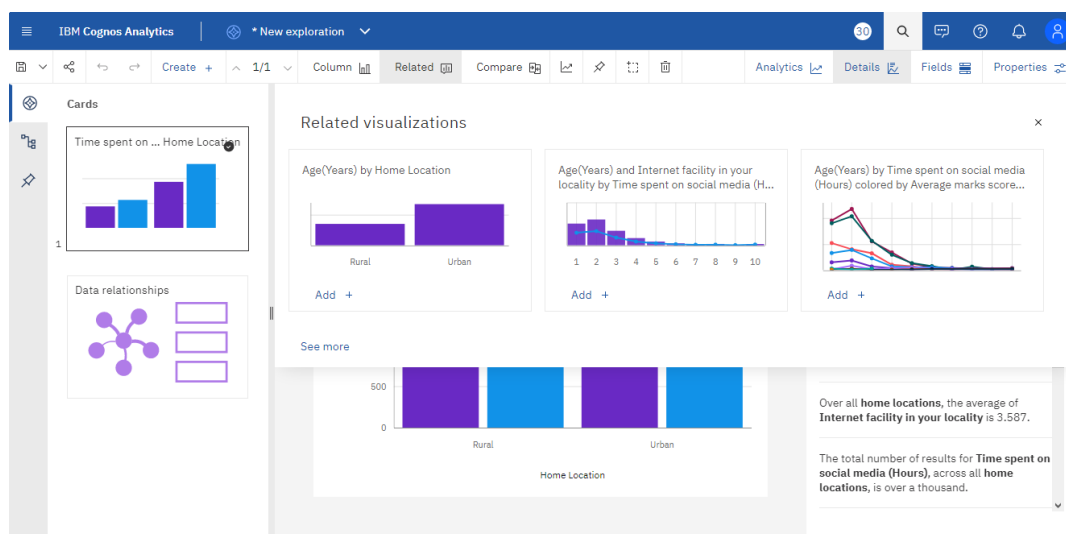 IBM Cognos Analytics
* New exploration
30
Create +
1/1
Column
Related
Compare
Analytics
Details
Fields
Properties
Cards
Time spent on ... Home Location
1
Data relationships
Related visualizations
Age(Years) by Home Location
Rural Urban
Add +
Age(Years) and Internet facility in your
locality by Time spent on social media (H...
1 2 3 4 5 6 7 8 9 10
Add +
Age(Years) by Time spent on social media
(Hours) colored by Average marks score...
Add +
See more
500
0
Rural Urban
Home Location
Over all home locations, the average of
Internet facility in your locality is 3.587.
The total number of results for Time spent on
social media (Hours), across all home
locations, is over a thousand.